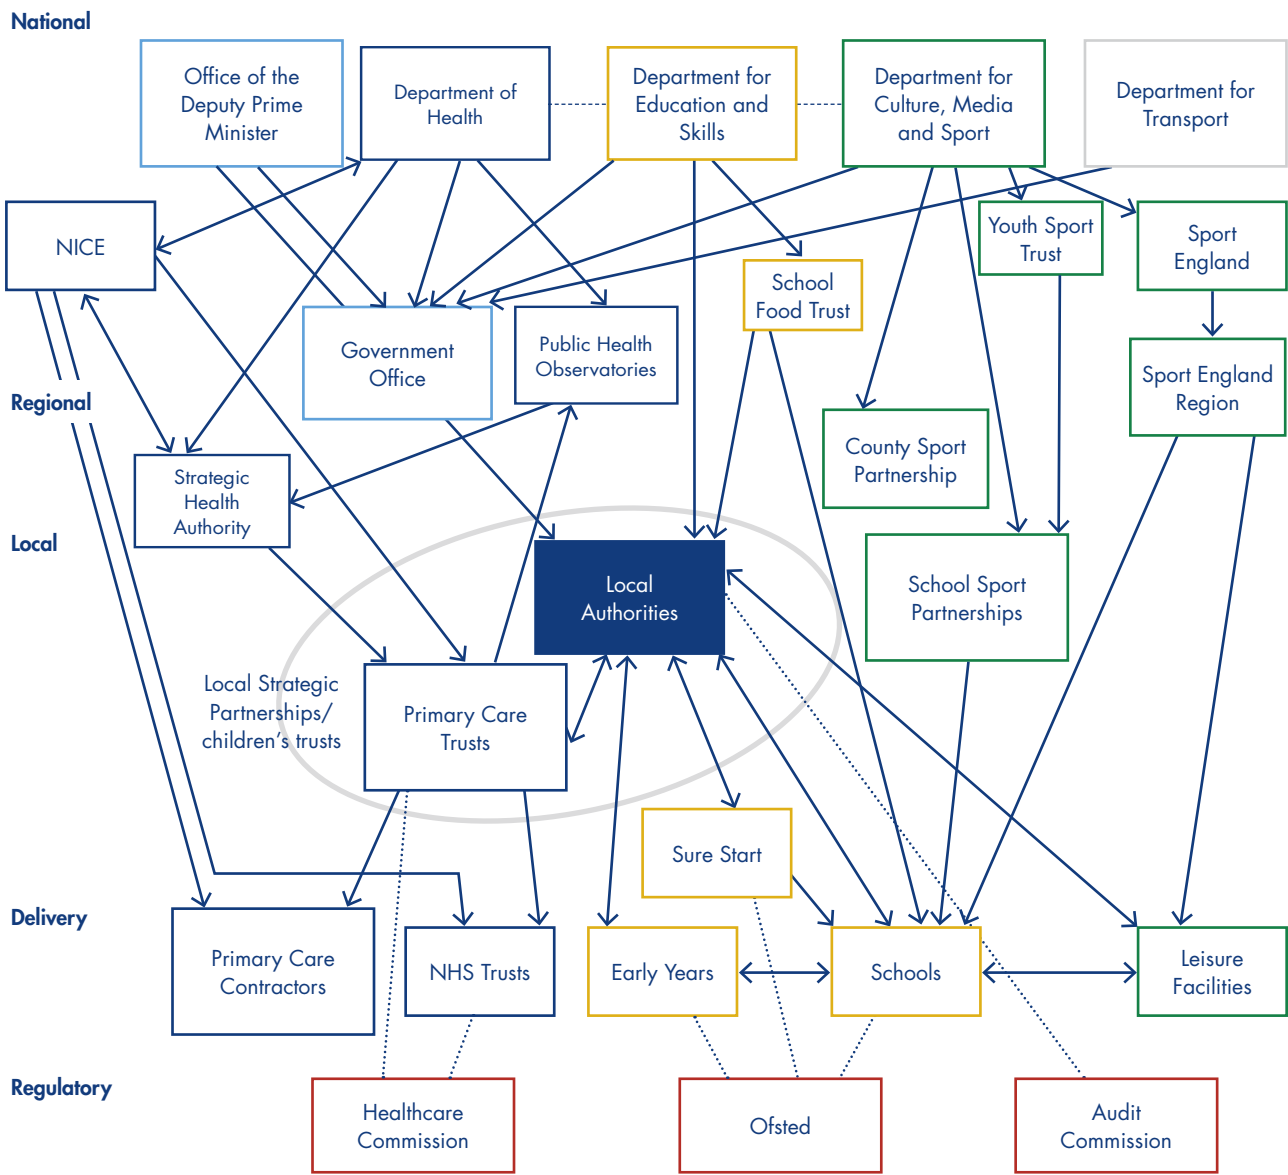 National
Office of the
Deputy Prime
Minister
Department of
Health
Department for
Education and
Skills
Department for
Culture, Media
and Sport
Department for
Transport
NICE
Youth Sport
Trust
Sport
England
School
Food Trust
Government
Office
Public Health
Observatories
Sport England
Region
Regional
County Sport
Partnership
Strategic
Health
Authority
Local
Local
Authorities
School Sport
Partnerships
Local Strategic
Partnerships/
children's trusts
Primary Care
Trusts
Sure Start
Delivery
Primary Care
Contractors
NHS Trusts
Early Years
Schools
Leisure
Facilities
Regulatory
Healthcare
Commission
Ofsted
Audit
Commission